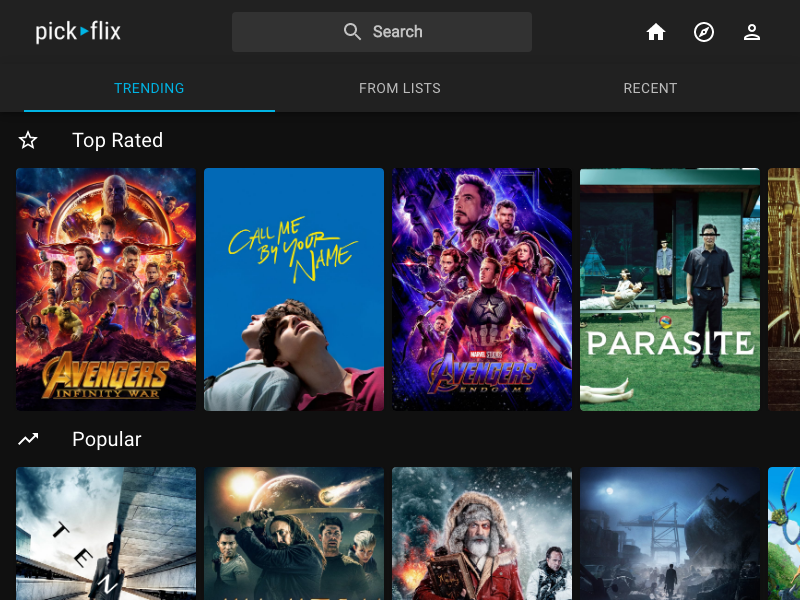 pick flix
Search
TRENDING
FROM LISTS
RECENT
Top Rated
AVENGERS
INFINITY WAR
CALL ME
BY YOUR
NAME
MARVEL STUDIOS
AVENGERS
ENDGAME
PARASITE
Popular
T E N